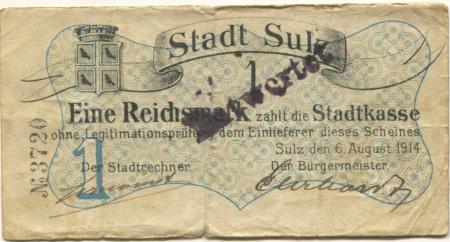 Stadt Sulz
1
Eine Reichsmark zahlt die Stadtkasse
ohne Legitimationsprüfung dem Einlieferer dieses Scheines
Sulz den 6. August 1914.
Der Stadtrechner. Der Bürgermeister.
1
№ 3720